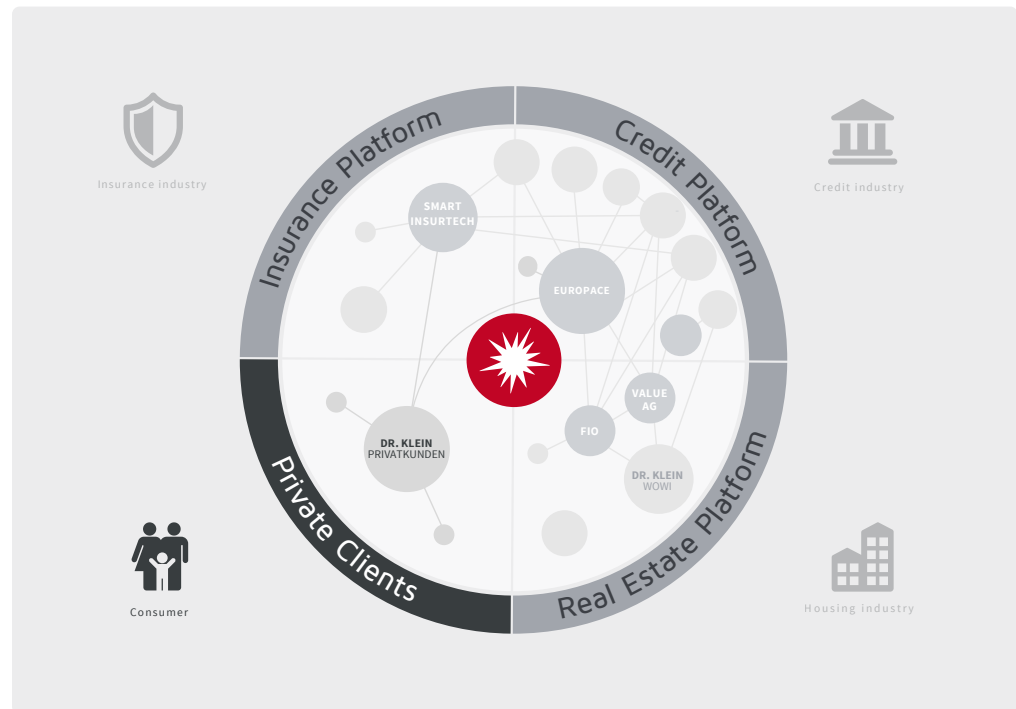 Insurance Platform
Credit Platform
Insurance industry
Credit industry
SMART
INSURTECH
EUROPACE
VALUE
AG
FIO
DR. KLEIN
PRIVATKUNDEN
DR. KLEIN
WOWI
Private Clients
Real Estate Platform
Consumer
Housing industry